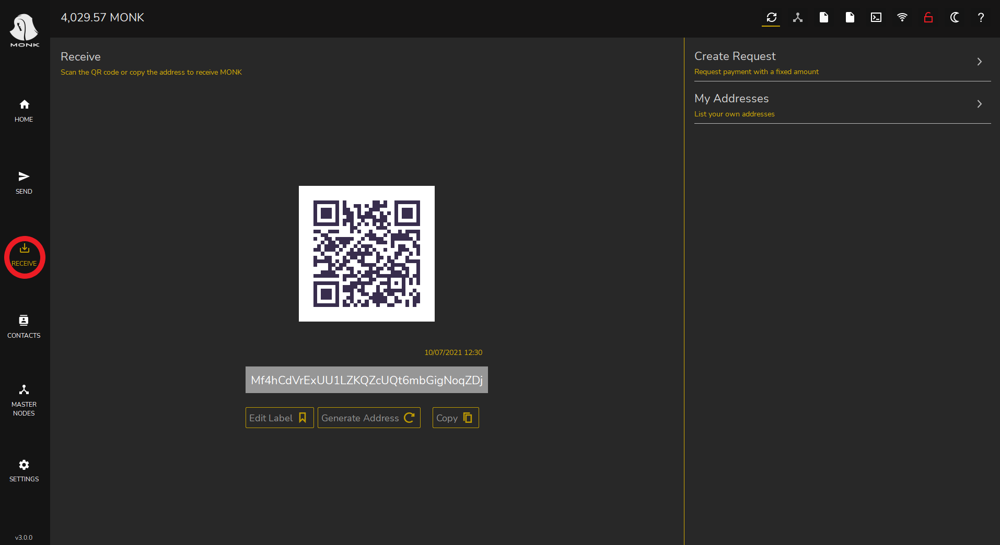 MONK
4,029.57 MONK
HOME
SEND
RECEIVE
CONTACTS
MASTER
NODES
SETTINGS
v3.0.0
Receive
Scan the QR code or copy the address to receive MONK
10/07/2021 12:30
Mf4hCdVrExUU1LZKQZcUQt6mbGigNoqZDj
Edit Label
Generate Address
Copy
Create Request
Request payment with a fixed amount
My Addresses
List your own addresses